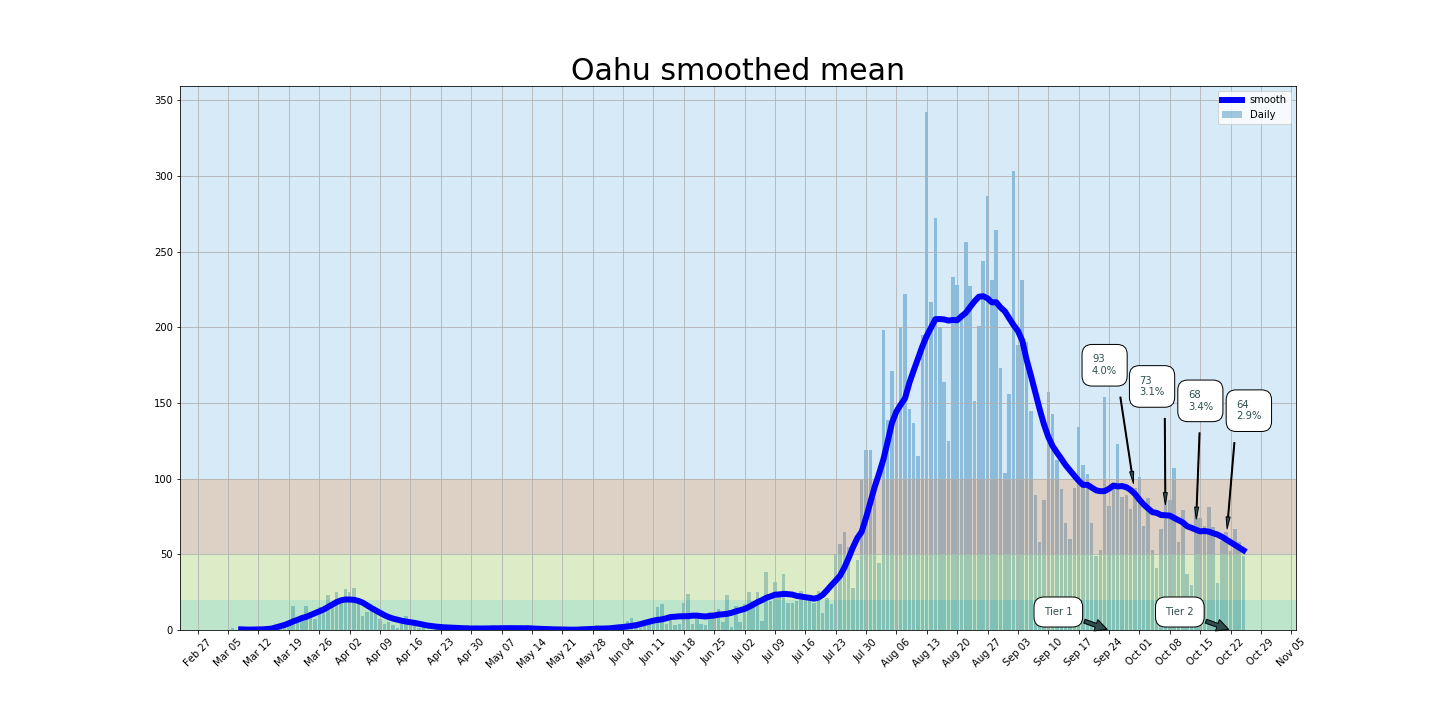 Oahu smoothed mean
smooth
Daily
350
300
250
200
150
100
50
0
93
4.0%
73
3.1%
68
3.4%
64
2.9%
Tier 1
Tier 2
Feb 27
Mar 05
Mar 12
Mar 19
Mar 26
Apr 02
Apr 09
Apr 16
Apr 23
Apr 30
May 07
May 14
May 21
May 28
Jun 04
Jun 11
Jun 18
Jun 25
Jul 02
Jul 09
Jul 16
Jul 23
Jul 30
Aug 06
Aug 13
Aug 20
Aug 27
Sep 03
Sep 10
Sep 17
Sep 24
Oct 01
Oct 08
Oct 15
Oct 22
Oct 29
Nov 05